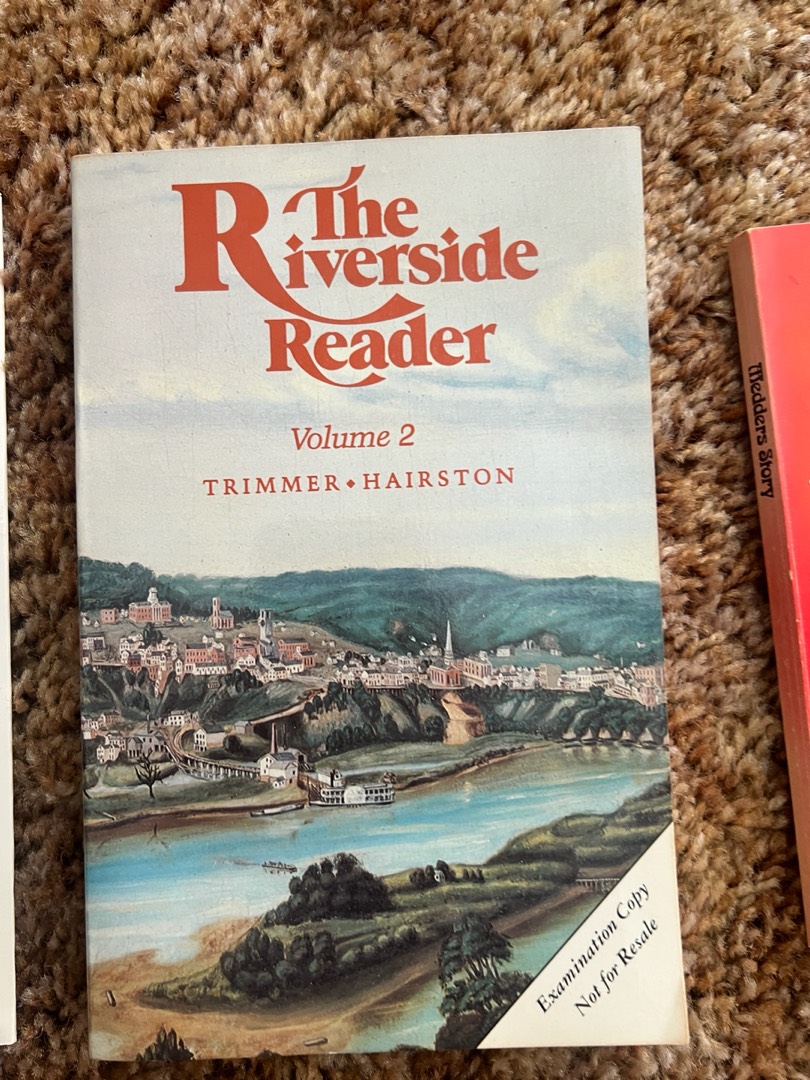 The
Riverside
Reader
Volume 2
TRIMMER ◆ HAIRSTON
Examination Copy
Not for Resale
Medders Story